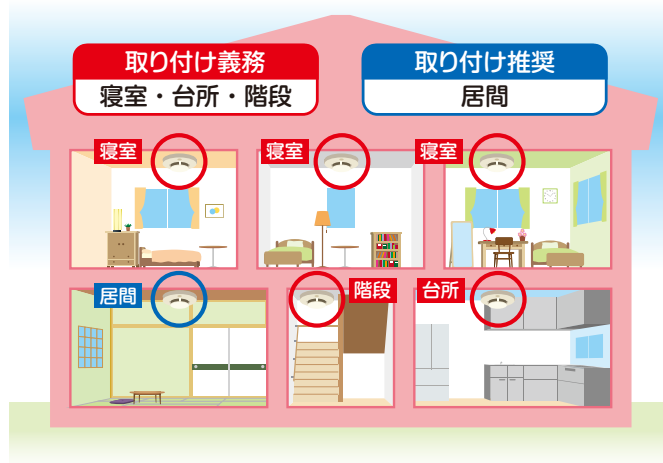 取り付け義務
寝室・台所・階段
取り付け推奨
居間
寝室
寝室
寝室
居間
階段
台所